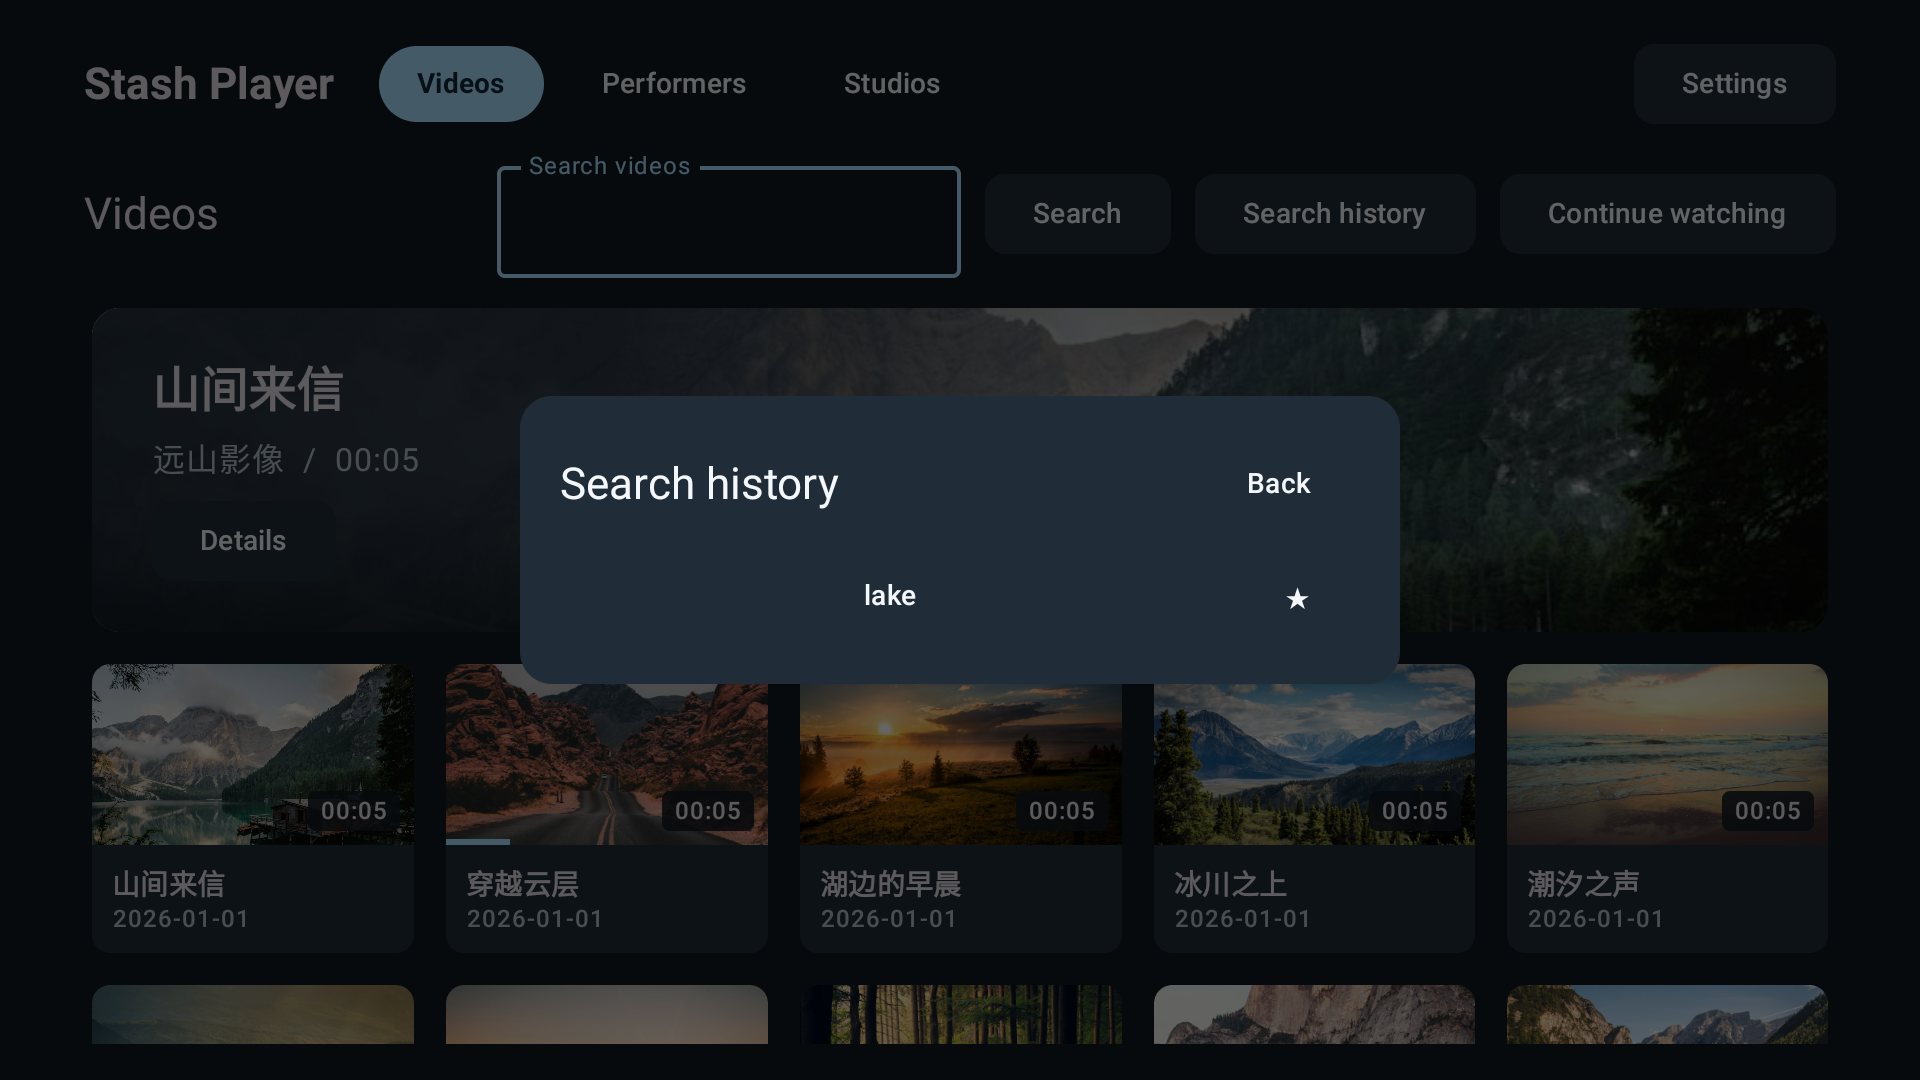 Stash Player
Videos
Performers
Studios
Settings
Videos
Search videos
Search
Search history
Continue watching
山间来信
远山影像 / 00:05
Details
Search history
Back
lake
★
00:05
00:05
00:05
00:05
00:05
山间来信
2026-01-01
穿越云层
2026-01-01
湖边的早晨
2026-01-01
冰川之上
2026-01-01
潮汐之声
2026-01-01